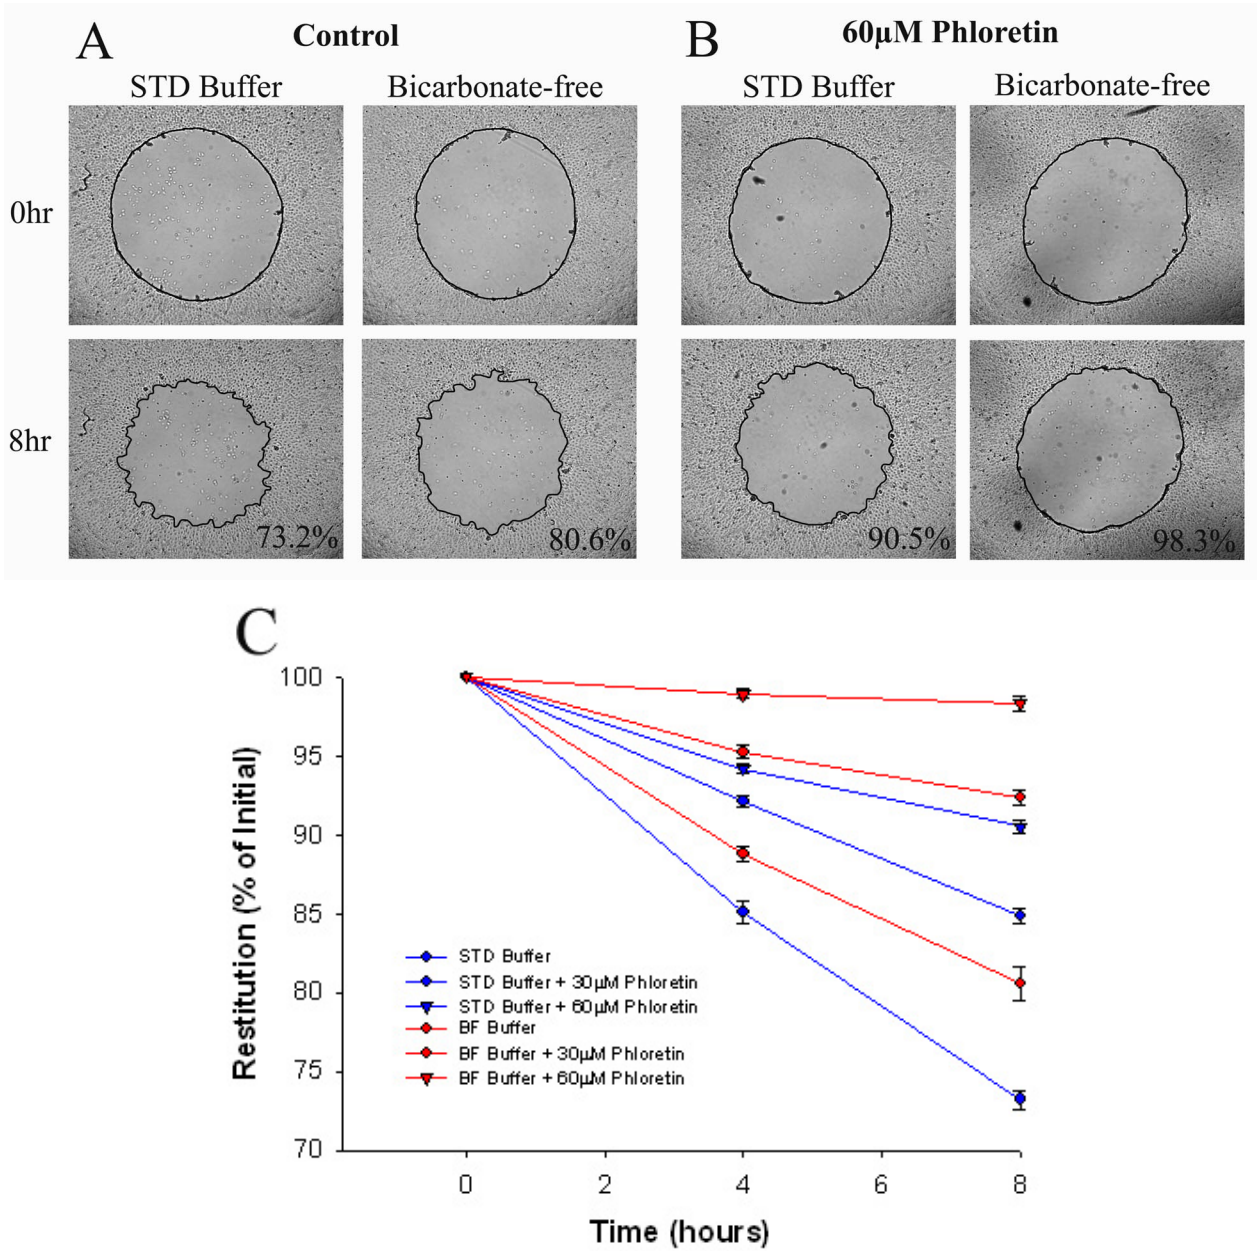 A
Control
B
60μM Phloretin
STD Buffer
Bicarbonate-free
STD Buffer
Bicarbonate-free
0hr
8hr
73.2%
80.6%
90.5%
98.3%
C
100
95
90
85
80
75
70
Restitution (% of Initial)
STD Buffer
STD Buffer + 30μM Phloretin
STD Buffer + 60μM Phloretin
BF Buffer
BF Buffer + 30μM Phloretin
BF Buffer + 60μM Phloretin
0 2 4 6 8
Time (hours)